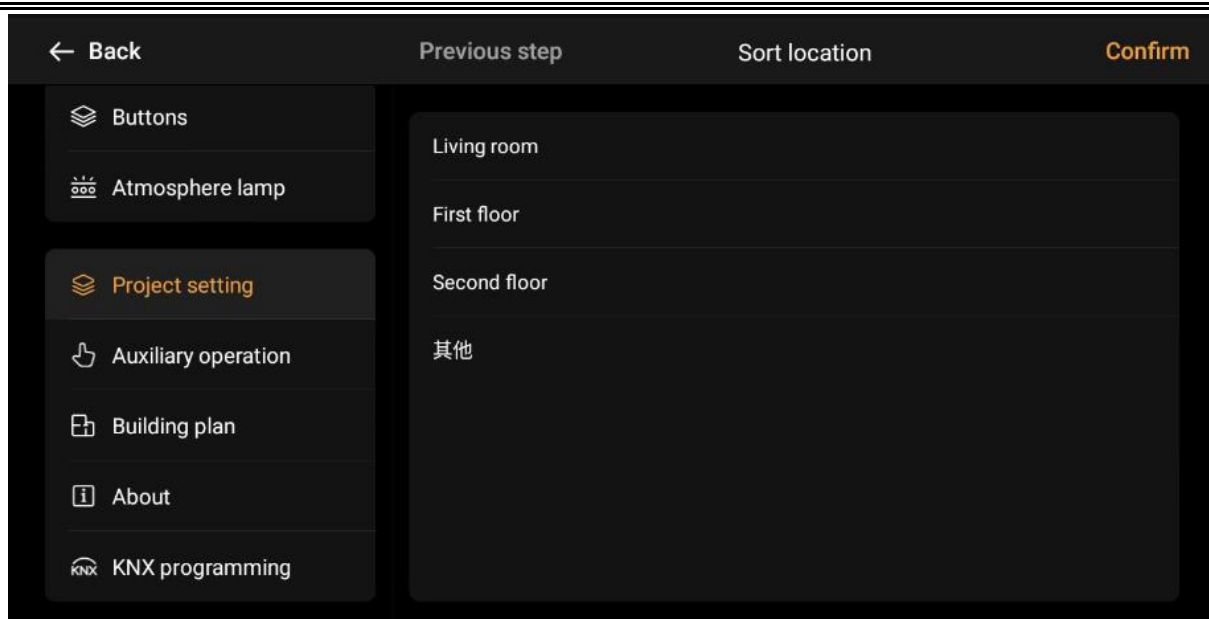 Back
Previous step
Sort location
Confirm
Buttons
Atmosphere lamp
Project setting
Auxiliary operation
Building plan
About
KNX KNX programming
Living room
First floor
Second floor
其他